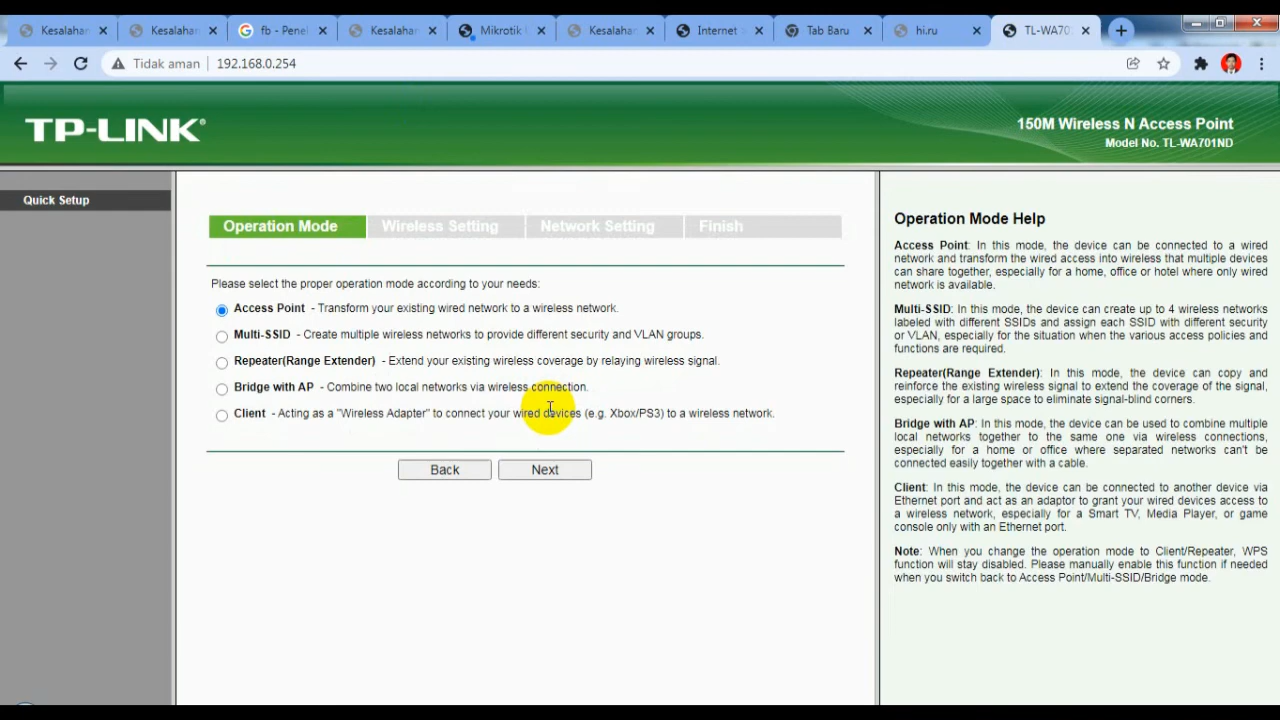 Kesalahan
Kesalahan
fb - Penel
Kesalahan
Mikrotik
Kesalahan
Internet
Tab Baru
hi.ru
TL-WA70
Tidak aman
192.168.0.254
TP-LINK®
150M Wireless N Access Point
Model No. TL-WA701ND
Quick Setup
Operation Mode
Wireless Setting
Network Setting
Finish
Please select the proper operation mode according to your needs:
Access Point - Transform your existing wired network to a wireless network.
Multi-SSID - Create multiple wireless networks to provide different security and VLAN groups.
Repeater(Range Extender) - Extend your existing wireless coverage by relaying wireless signal.
Bridge with AP - Combine two local networks via wireless connection.
Client - Acting as a "Wireless Adapter" to connect your wired devices (e.g. Xbox/PS3) to a wireless network.
Back
Next
Operation Mode Help
Access Point: In this mode, the device can be connected to a wired
network and transform the wired access into wireless that multiple devices
can share together, especially for a home, office or hotel where only wired
network is available.
Multi-SSID: In this mode, the device can create up to 4 wireless networks
labeled with different SSIDs and assign each SSID with different security
or VLAN, especially for the situation when the various access policies and
functions are required.
Repeater(Range Extender): In this mode, the device can copy and
reinforce the existing wireless signal to extend the coverage of the signal,
especially for a large space to eliminate signal-blind corners.
Bridge with AP: In this mode, the device can be used to combine multiple
local networks together to the same one via wireless connections,
especially for a home or office where separated networks can't be
connected easily together with a cable.
Client: In this mode, the device can be connected to another device via
Ethernet port and act as an adaptor to grant your wired devices access to
a wireless network, especially for a Smart TV, Media Player, or game
console only with an Ethernet port.
Note: When you change the operation mode to Client/Repeater, WPS
function will stay disabled. Please manually enable this function if needed
when you switch back to Access Point/Multi-SSID/Bridge mode.